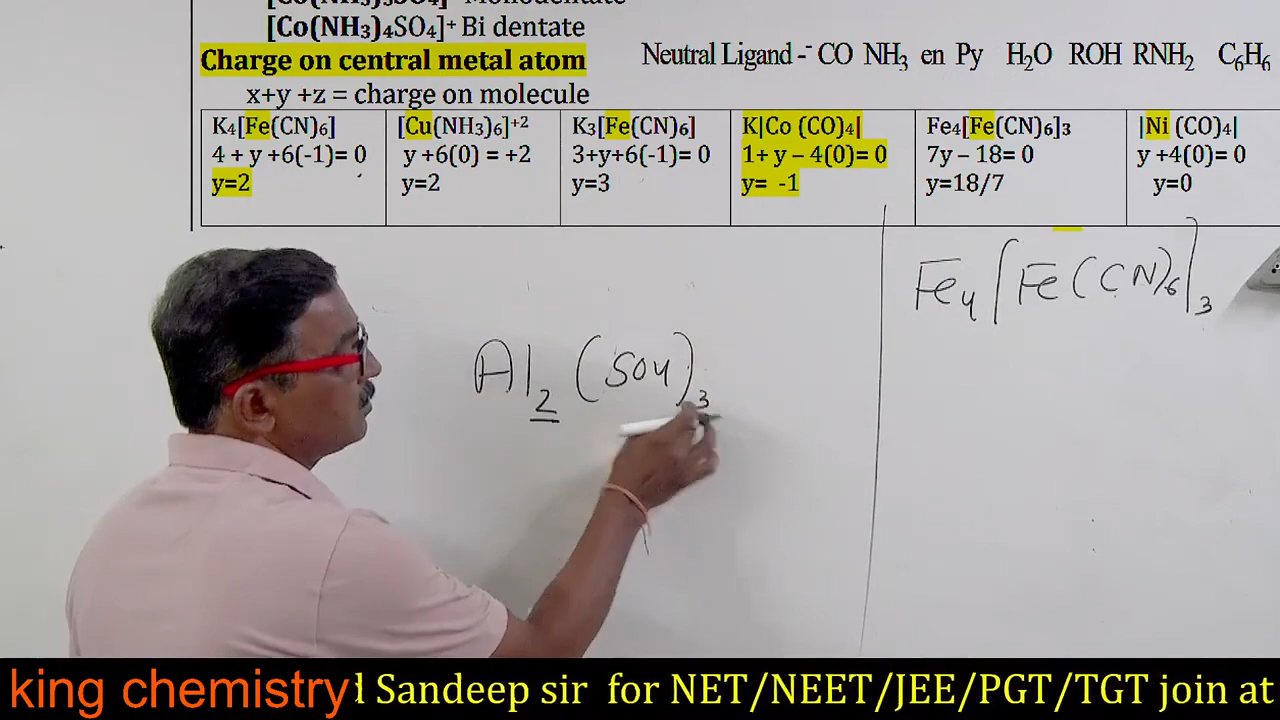 [Co(NH₃)₅SO₄]⁺ Monodentate
[Co(NH₃)₄SO₄]⁺ Bi dentate
Charge on central metal atom
Neutral Ligand -⁻ CO NH₃ en Py H₂O ROH RNH₂ C₆H₆
x+y +z = charge on molecule
K₄[Fe(CN)₆]
4 + y +6(-1)= 0
y=2
[Cu(NH₃)₆]⁺²
y +6(0) = +2
y=2
K₃[Fe(CN)₆]
3+y+6(-1)= 0
y=3
K|Co (CO)₄|
1+ y – 4(0)= 0
y= -1
Fe₄[Fe(CN)₆]₃
7y – 18= 0
y=18/7
|Ni (CO)₄|
y +4(0)= 0
y=0
Fe₄[Fe(CN)₆]₃
Al₂(SO₄)₃
king chemistry
Sandeep sir for NET/NEET/JEE/PGT/TGT join at